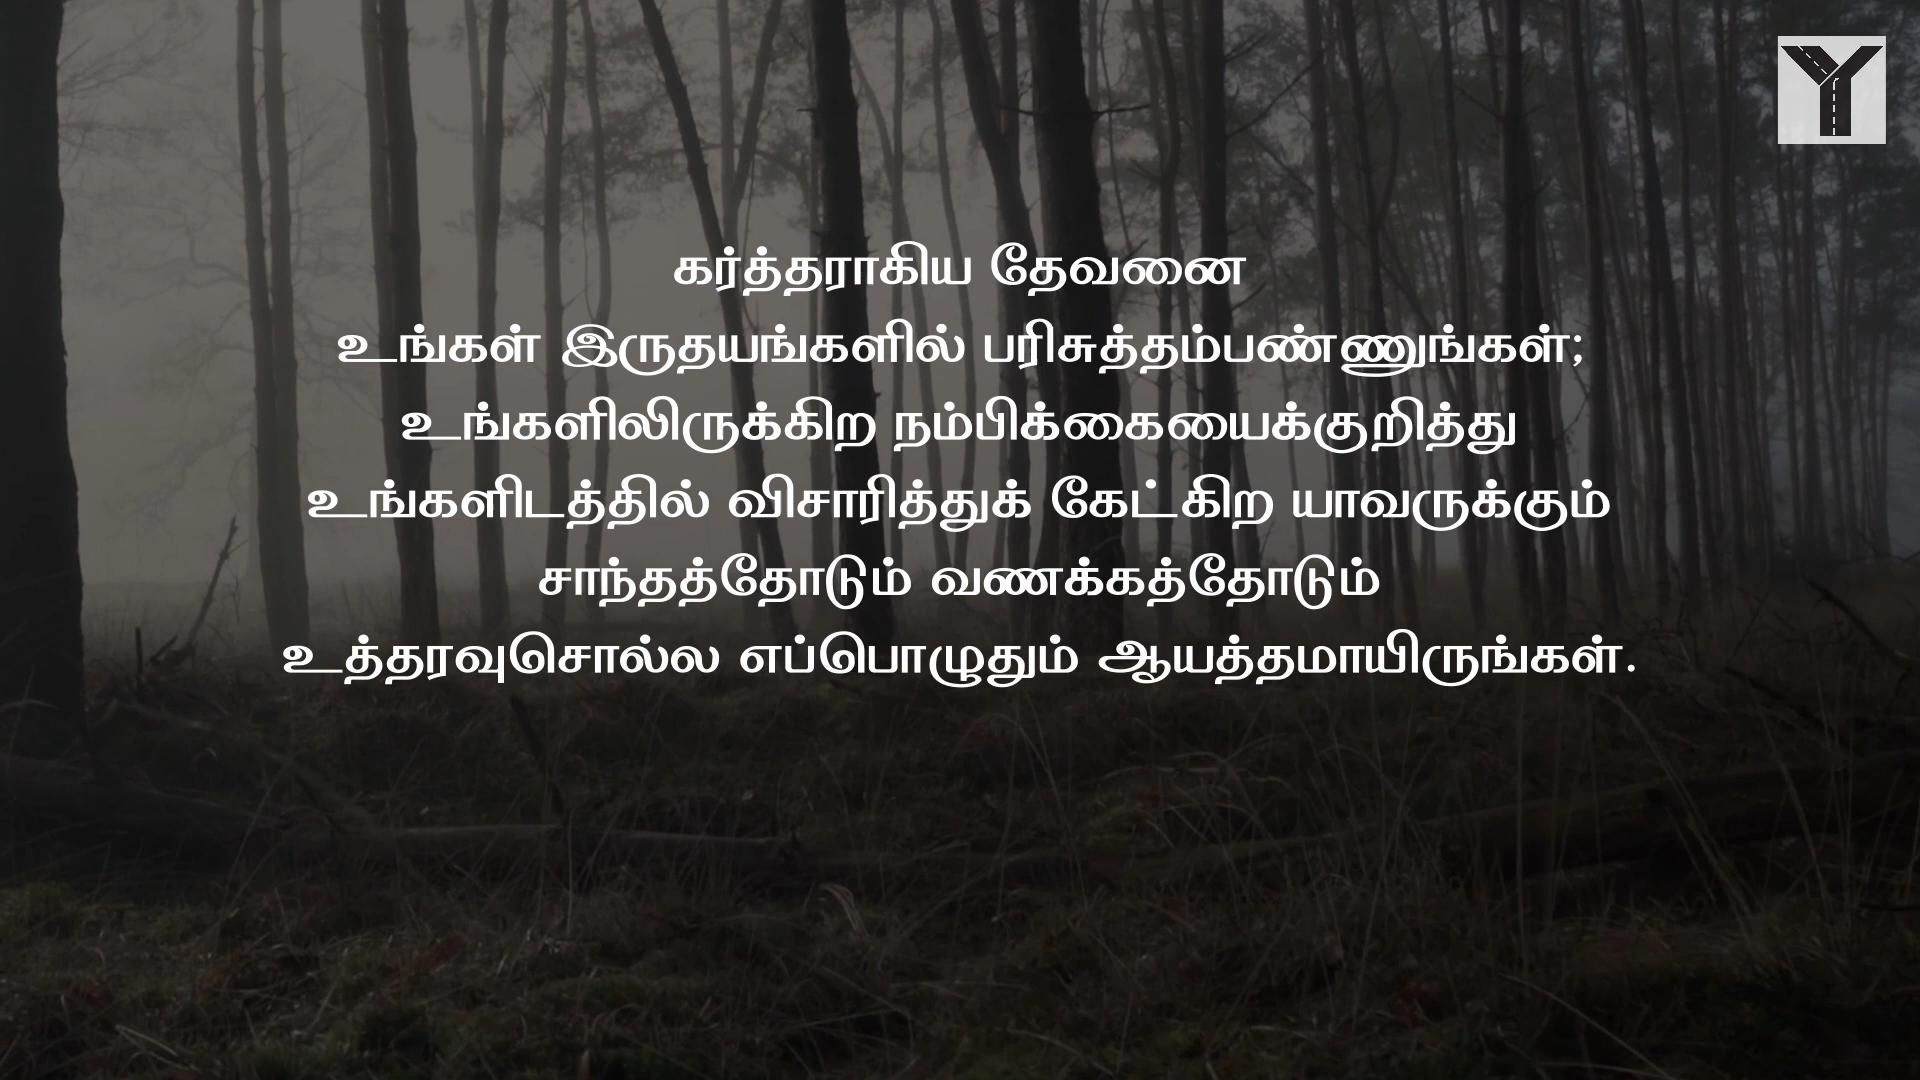 கர்த்தராகிய தேவனை
உங்கள் இருதயங்களில் பரிசுத்தம்பண்ணுங்கள்;
உங்களிலிருக்கிற நம்பிக்கையைக்குறித்து
உங்களிடத்தில் விசாரித்துக் கேட்கிற யாவருக்கும்
சாந்தத்தோடும் வணக்கத்தோடும்
உத்தரவுசொல்ல எப்பொழுதும் ஆயத்தமாயிருங்கள்.